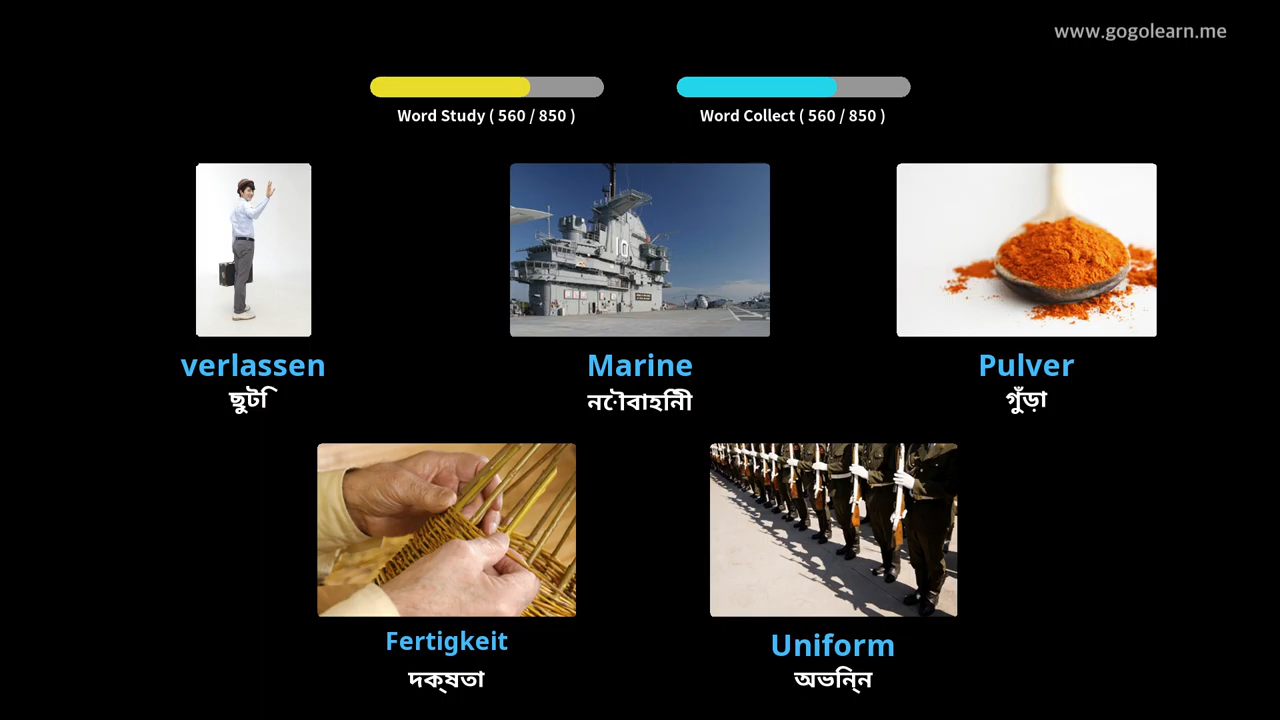 www.gogolearn.me
Word Study ( 560 / 850 )
Word Collect ( 560 / 850 )
verlassen
ছুটি
Marine
নৌবাহিনী
Pulver
গুঁড়া
Fertigkeit
দক্ষতা
Uniform
অভিন্ন